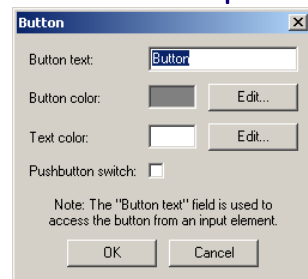 Button
Button text: Button
Button color: Edit...
Text color: Edit...
Pushbutton switch:
Note: The "Button text" field is used to
access the button from an input element.
OK Cancel